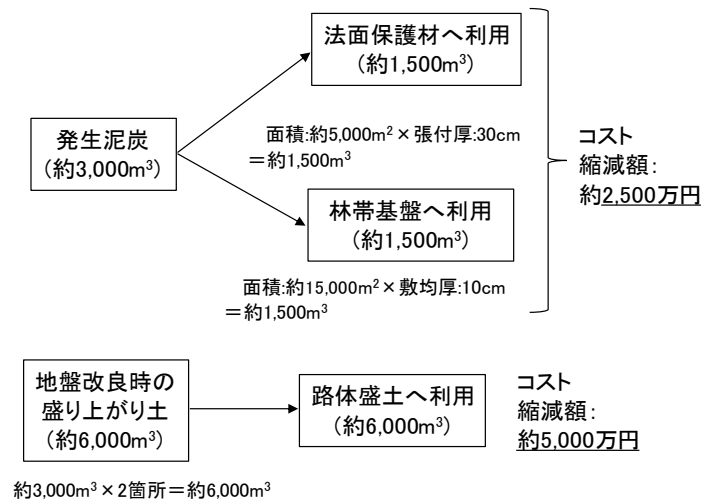 法面保護材へ利用
(約1,500m³)
発生泥炭
(約3,000m³)
面積:約5,000m²×張付厚:30cm
=約1,500m³
林帯基盤へ利用
(約1,500m³)
面積:約15,000m²×敷均厚:10cm
=約1,500m³
コスト
縮減額:
約2,500万円
地盤改良時の
盛り上がり土
(約6,000m³)
路体盛土へ利用
(約6,000m³)
コスト
縮減額:
約5,000万円
約3,000m³×2箇所=約6,000m³